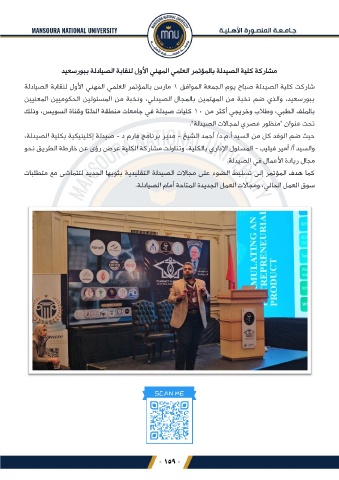 MANSOURA NATIONAL UNIVERSITY
جامعة المنصورة الأهلية
مشاركة كلية الصيدلة بالمؤتمر العلمي المهني الأول لنقابة الصيادلة ببورسعيد
شاركت كلية الصيدلة صباح يوم الجمعة الموافق ١ مارس بالمؤتمر العلمي المهني الأول لنقابة الصيادلة
ببورسعيد، والذي ضم نخبة من المهتمين بالمجال الصيدلي، ونخبة من المسئولين الحكوميين المعنيين
بالملف الطبي، وطلاب وخريجي أكثر من ١٠ كليات صيدلة في جامعات منطقة الدلتا وقناة السويس، وذلك
تحت عنوان "منظور عصري لمجالات الصيدلة".
حيث ضم الوفد كل من السيد أ.م.د/ أحمد الشيخ - مدير برنامج فارم د - صيدلة إكلينيكية بكلية الصيدلة،
والسيد أ/ أمير فيليب - المسئول الإداري بالكلية، وتناولت مشاركة الكلية عرض رؤى عن خارطة الطريق نحو
مجال ريادة الأعمال في الصيدلة.
كما هدف المؤتمر إلى تسليط الضوء على مجالات الصيدلة التقليدية بثوبها الجديد لتتماشى مع متطلبات
سوق العمل الحالي، ومجالات العمل الجديدة المتاحة أمام الصيادلة.
MULATING AN
REPRENEURIAL
PRODUCT
SCAN ME
- ١٥٩ -